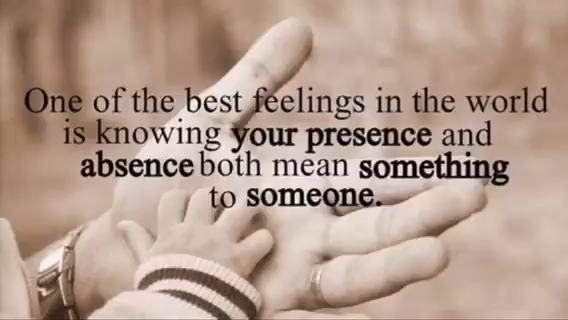 One of the best feelings in the world
is knowing your presence and
absence both mean something
to someone.